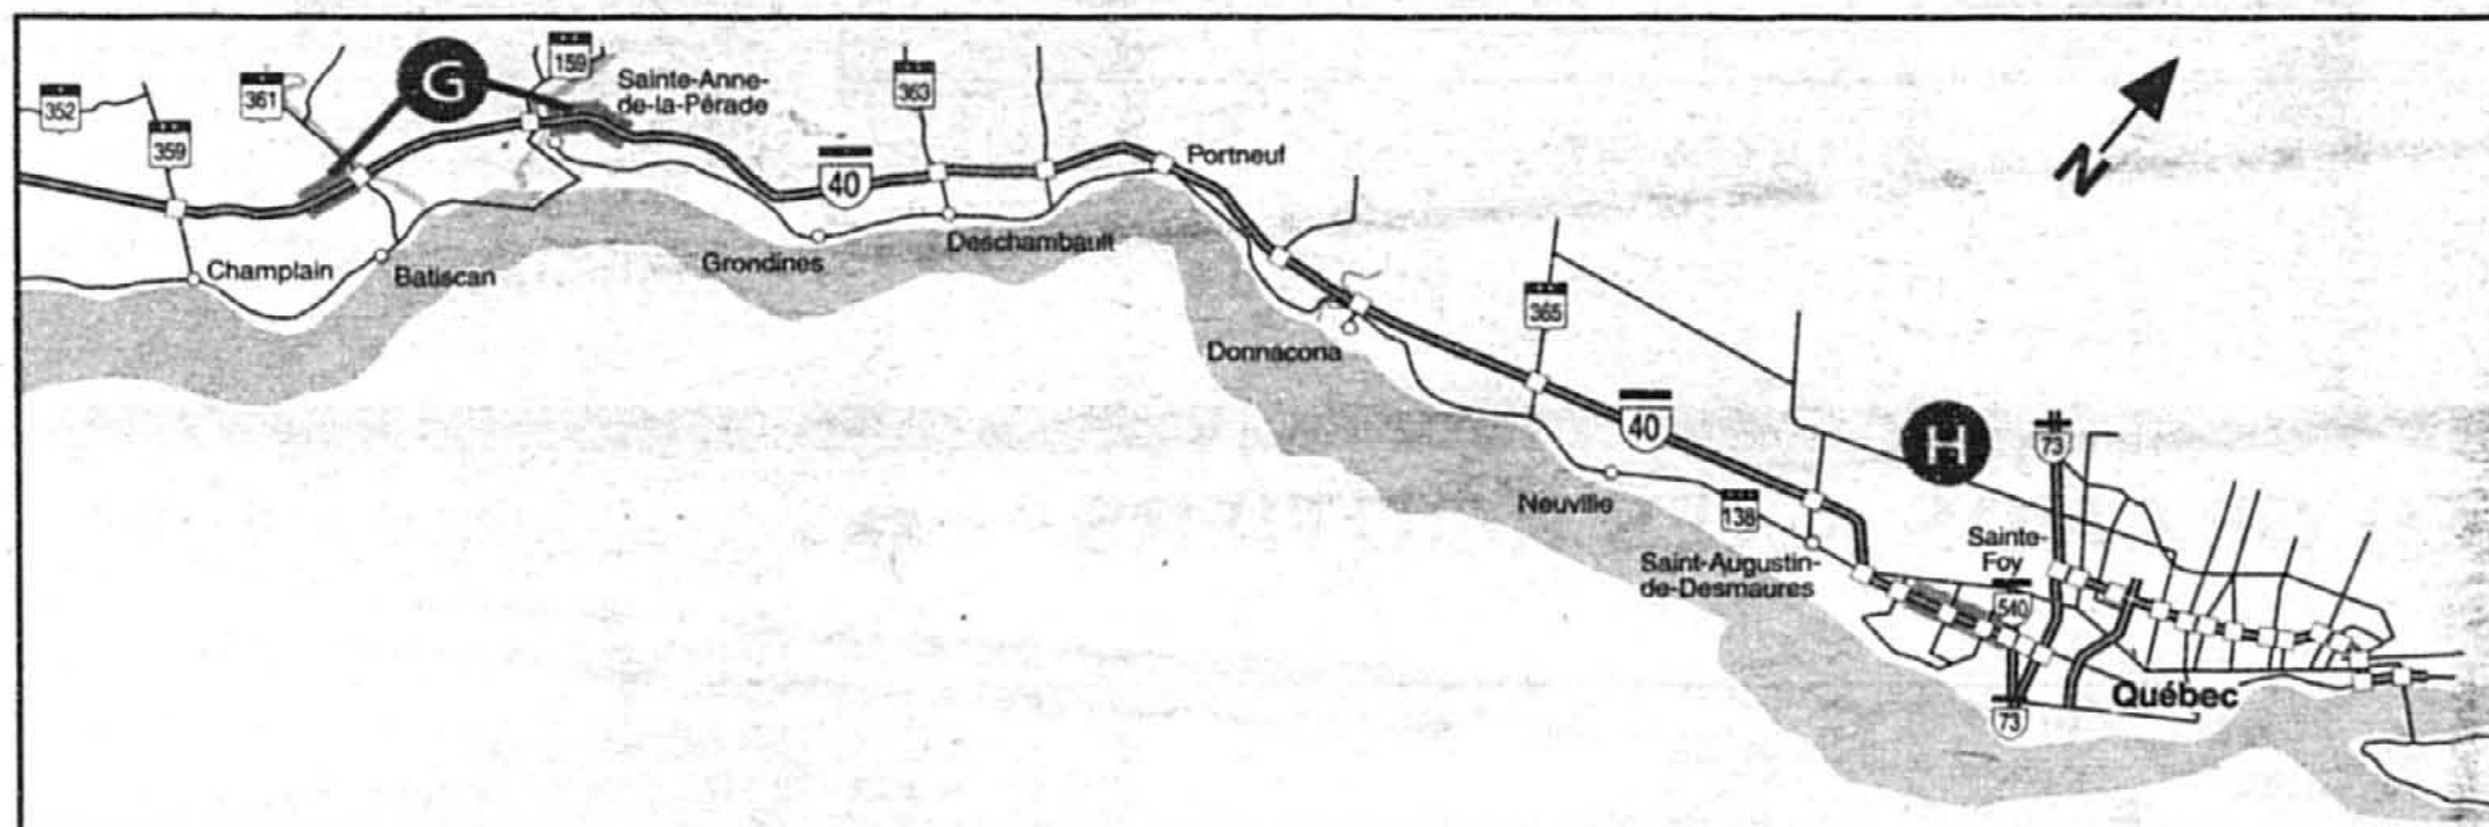 352
359
361
G
159
Sainte-Anne-
de-la-Pérade
363
40
Portneuf
N
Champlain
Batiscan
Grondines
Deschambault
Donnacona
365
40
H
73
Neuville
138
Saint-Augustin-
de-Desmaures
Sainte-
Foy
540
Québec
73